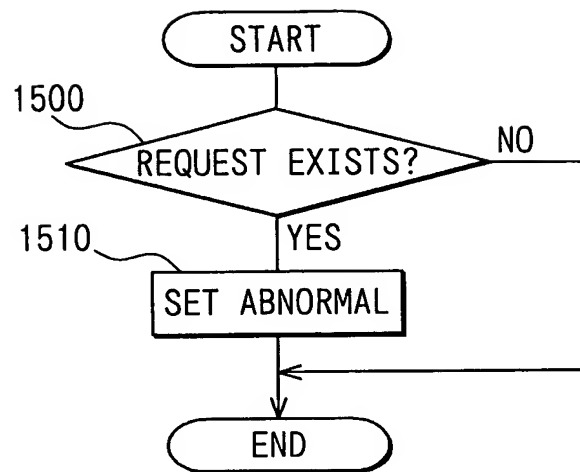 START
1500
REQUEST EXISTS?
NO
YES
1510
SET ABNORMAL
END